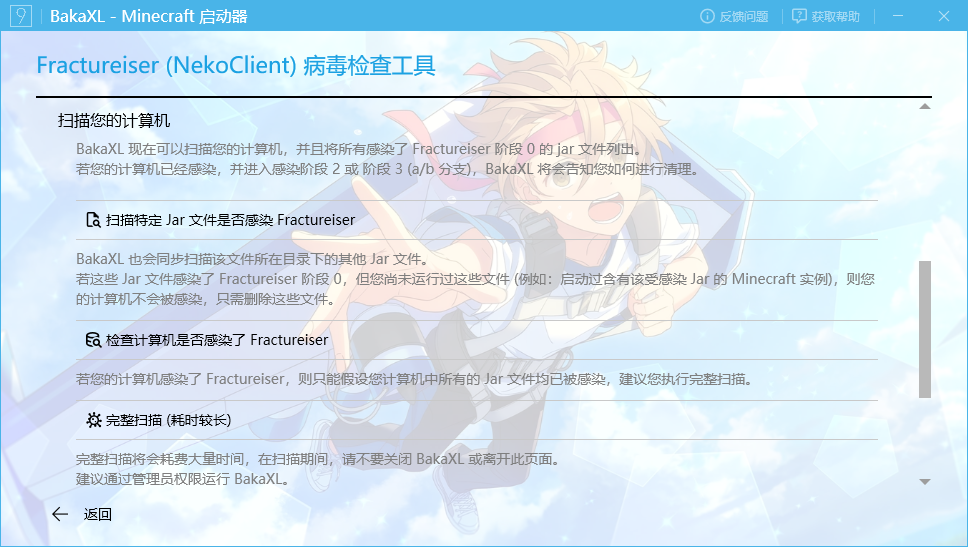 BakaXL - Minecraft 启动器
反馈问题
获取帮助
Fractureiser (NekoClient) 病毒检查工具
扫描您的计算机
BakaXL 现在可以扫描您的计算机，并且将所有感染了 Fractureiser 阶段 0 的 jar 文件列出。
若您的计算机已经感染，并进入感染阶段 2 或 阶段 3 (a/b 分支)，BakaXL 将会告知您如何进行清理。
扫描特定 Jar 文件是否感染 Fractureiser
BakaXL 也会同步扫描该文件所在目录下的其他 Jar 文件。
若这些 Jar 文件感染了 Fractureiser 阶段 0，但您尚未运行过这些文件 (例如：启动过含有该受感染 Jar 的 Minecraft 实例)，则您
的计算机不会被感染，只需删除这些文件。
检查计算机是否感染了 Fractureiser
若您的计算机感染了 Fractureiser，则只能假设您计算机中所有的 Jar 文件均已被感染，建议您执行完整扫描。
完整扫描 (耗时较长)
完整扫描将会耗费大量时间，在扫描期间，请不要关闭 BakaXL 或离开此页面。
建议通过管理员权限运行 BakaXL。
返回